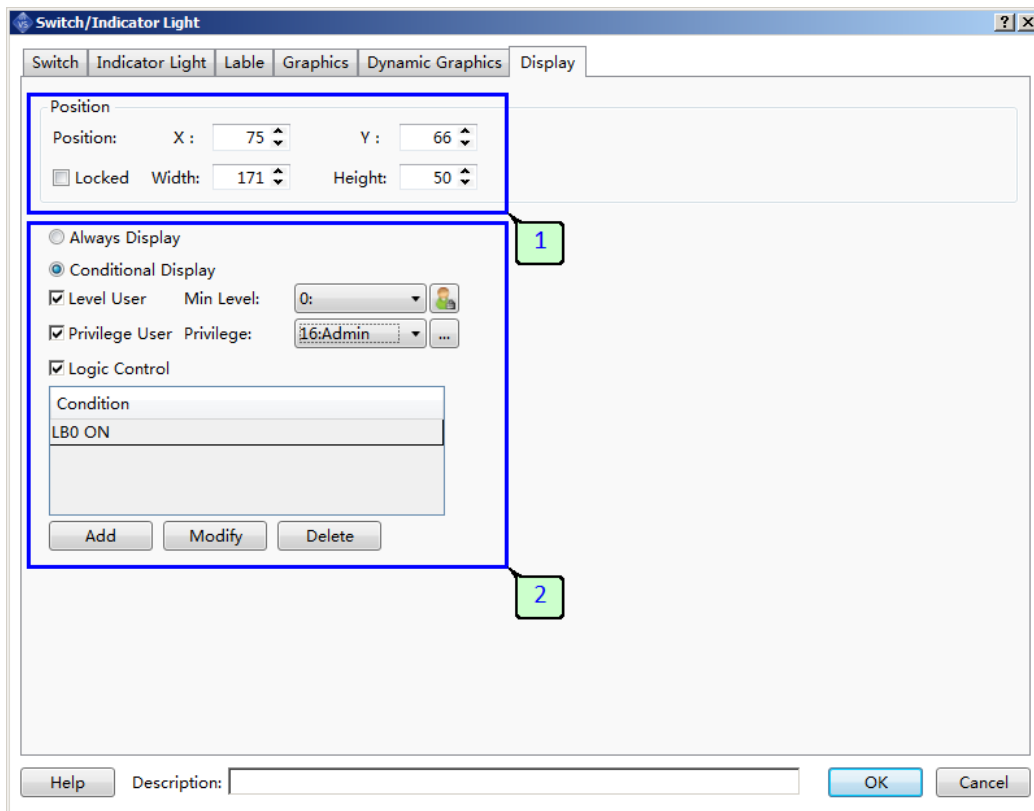 Switch/Indicator Light
Switch Indicator Light Lable Graphics Dynamic Graphics Display
Position
Position: X : 75 Y : 66
Locked Width: 171 Height: 50
1
Always Display
Conditional Display
Level User Min Level: 0:
Privilege User Privilege: 16:Admin ...
Logic Control
Condition
LB0 ON
Add Modify Delete
2
Help Description: OK Cancel